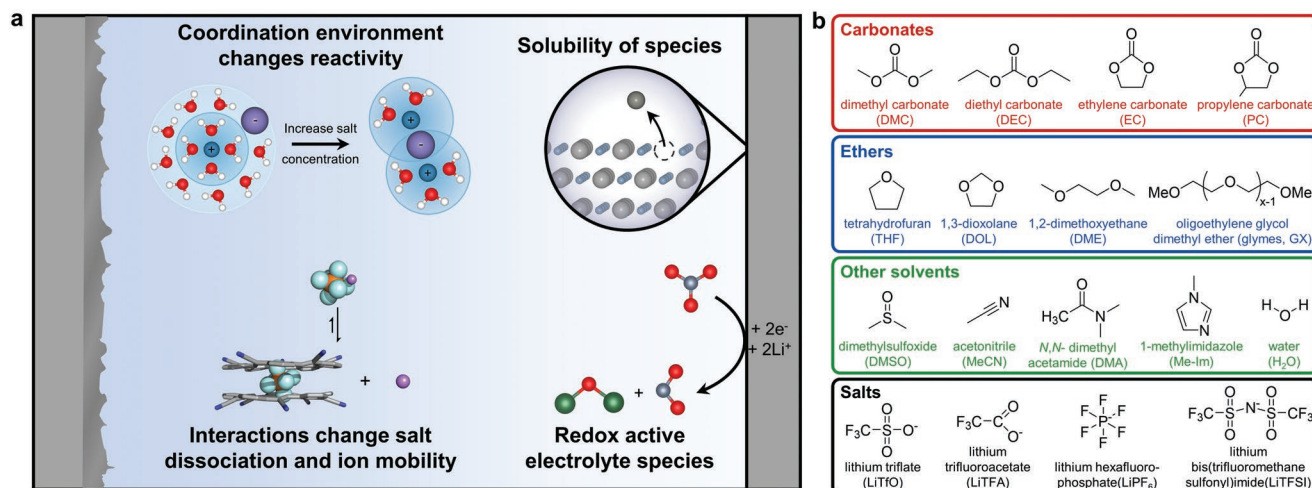 a
Coordination environment
changes reactivity
-
+
Increase salt
concentration
+
-
+
Solubility of species
1
+
Interactions change salt
dissociation and ion mobility
+ 2e-
+ 2Li+
+
Redox active
electrolyte species
b
Carbonates
O
O O
O
O O
O
O O
O
O O
dimethyl carbonate
(DMC)
diethyl carbonate
(DEC)
ethylene carbonate
(EC)
propylene carbonate
(PC)
Ethers
O
O O
O O
MeO ( O ) x-1 OMe
tetrahydrofuran
(THF)
1,3-dioxolane
(DOL)
1,2-dimethoxyethane
(DME)
oligoethylene glycol
dimethyl ether (glymes, GX)
Other solvents
O
S
N
O
H3C N
N
N
H O H
dimethylsulfoxide
(DMSO)
acetonitrile
(MeCN)
N,N- dimethyl
acetamide (DMA)
1-methylimidazole
(Me-Im)
water
(H2O)
Salts
O
F3C S O-
O
F3C C O
O-
F
F F
P-
F F
F
O O
F3C S N- S CF3
O O
lithium triflate
(LiTfO)
lithium
trifluoroacetate
(LiTFA)
lithium hexafluoro-
phosphate(LiPF6)
lithium
bis(trifluoromethane
sulfonyl)imide(LiTFSI)